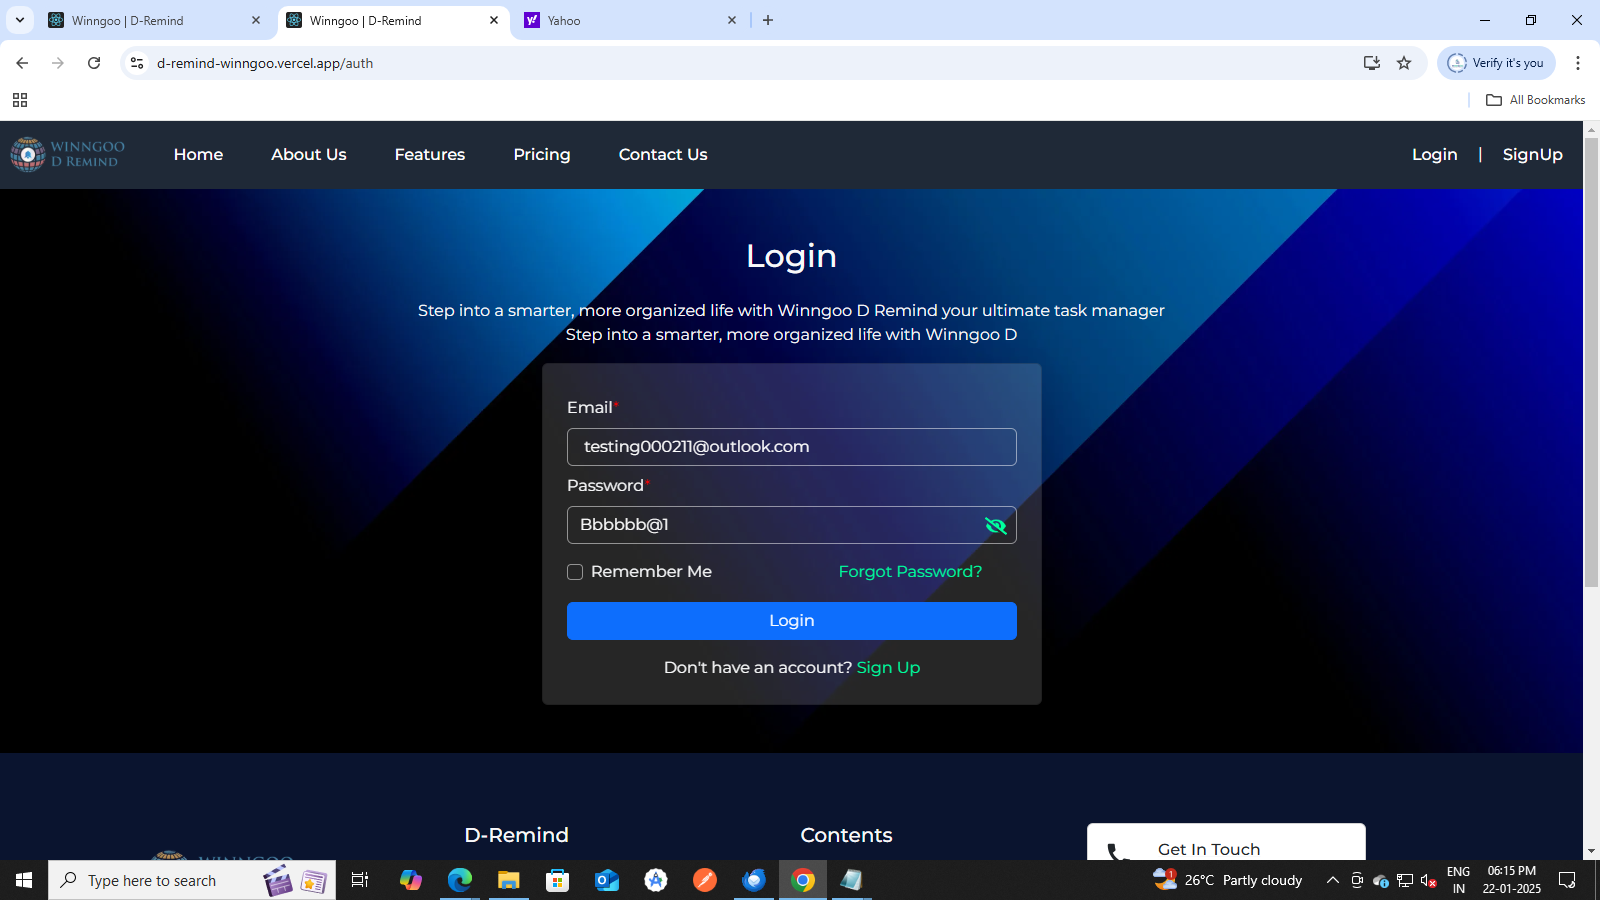 Winngoo | D-Remind
Winngoo | D-Remind
Yahoo
d-remind-winngoo.vercel.app/auth
Verify it's you
All Bookmarks
WINNGOO
D REMIND
Home
About Us
Features
Pricing
Contact Us
Login | SignUp
Login
Step into a smarter, more organized life with Winngoo D Remind your ultimate task manager
Step into a smarter, more organized life with Winngoo D
Email*
testing000211@outlook.com
Password*
Bbbbbb@1
Remember Me
Forgot Password?
Login
Don't have an account? Sign Up
WINNGOO
D-Remind
Contents
Get In Touch
Type here to search
1
26°C Partly cloudy
ENG
IN
06:15 PM
22-01-2025